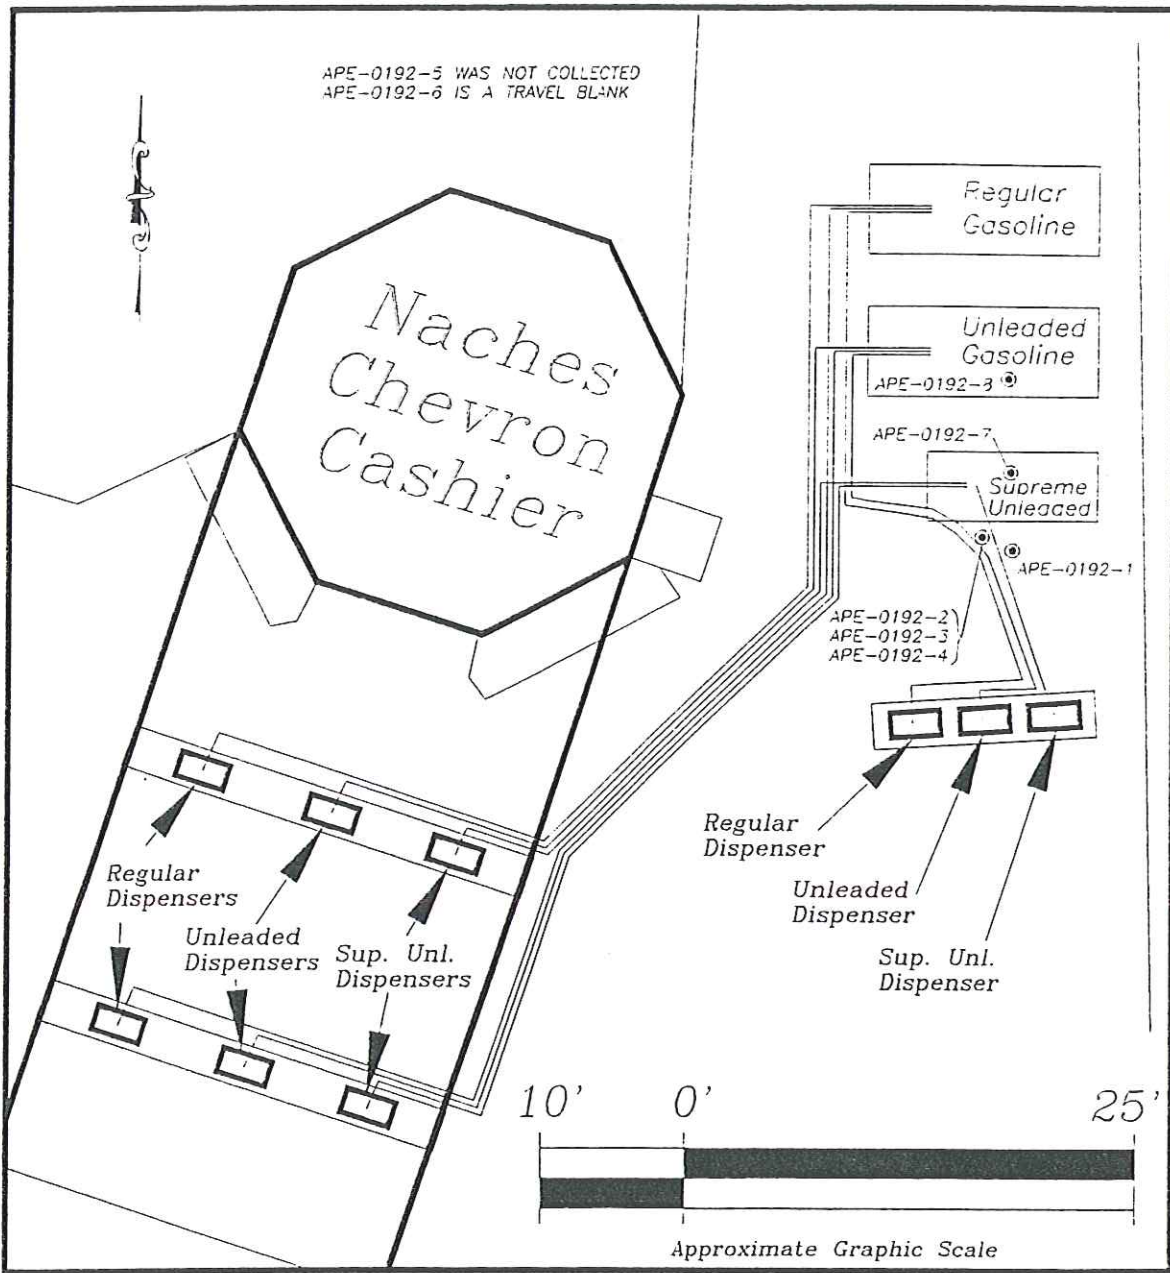 APE-0192-5 WAS NOT COLLECTED
APE-0192-6 IS A TRAVEL BLANK
Naches
Chevron
Cashier
Regular
Gasoline
Unleaded
Gasoline
APE-0192-8
APE-0192-7
Supreme
Unleaded
APE-0192-1
APE-0192-2
APE-0192-3
APE-0192-4
Regular
Dispenser
Unleaded
Dispenser
Sup. Unl.
Dispenser
Regular
Dispensers
Unleaded
Dispensers
Sup. Unl.
Dispensers
10' 0' 25'
Approximate Graphic Scale